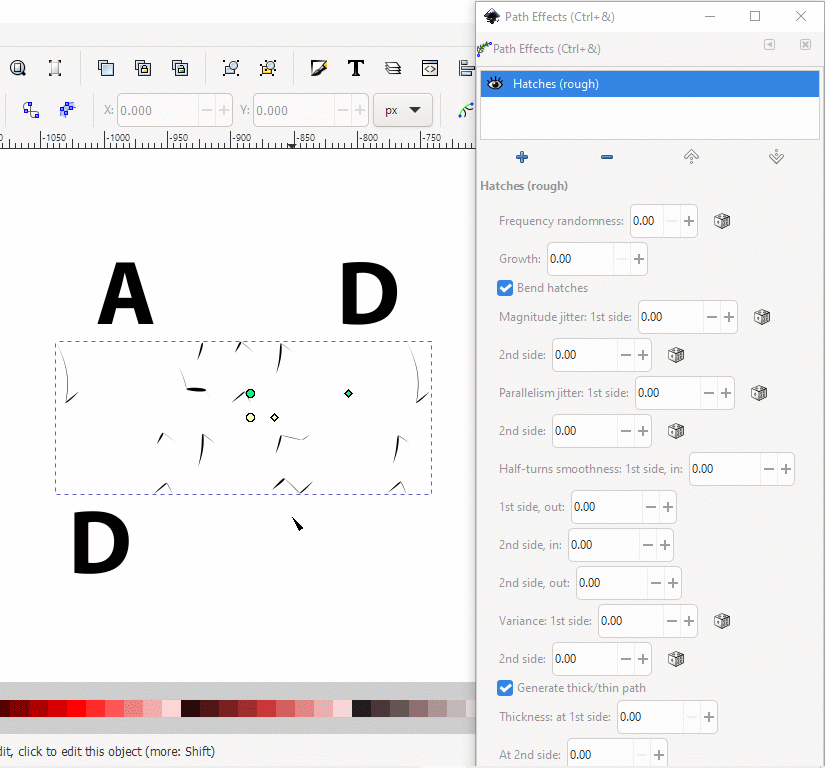 Path Effects (Ctrl+&)
Path Effects (Ctrl+&)
Hatches (rough)
X: 0.000 Y: 0.000 px
-1050 -1000 -950 -900 -850 -800 -750
Hatches (rough)
Frequency randomness: 0.00
Growth: 0.00
Bend hatches
Magnitude jitter: 1st side: 0.00
2nd side: 0.00
Parallelism jitter: 1st side: 0.00
2nd side: 0.00
Half-turns smoothness: 1st side, in: 0.00
1st side, out: 0.00
2nd side, in: 0.00
2nd side, out: 0.00
Variance: 1st side: 0.00
2nd side: 0.00
Generate thick/thin path
Thickness: at 1st side: 0.00
At 2nd side: 0.00
A D
D
dit, click to edit this object (more: Shift)